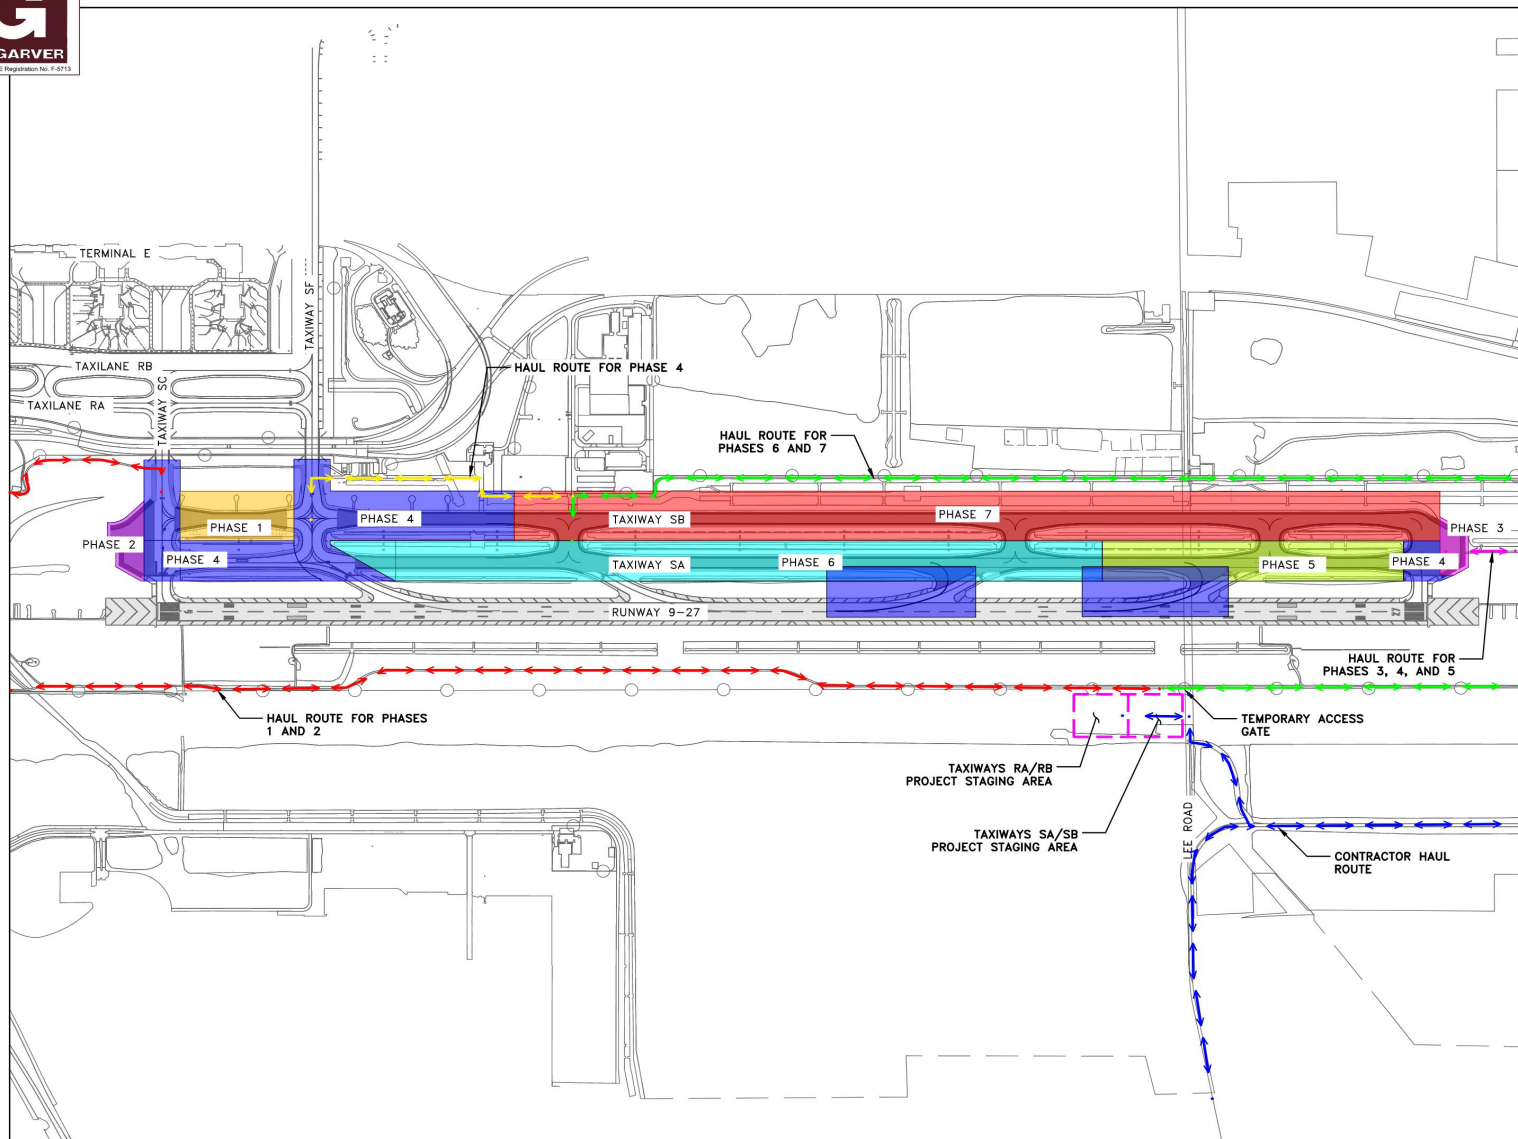 G
GARVER
E Registration No. F-5713
TERMINAL E
TAXIWAY SF
TAXILANE RB
TAXIWAY SC
TAXILANE RA
HAUL ROUTE FOR PHASE 4
HAUL ROUTE FOR
PHASES 6 AND 7
PHASE 1
PHASE 4
TAXIWAY SB
PHASE 7
PHASE 3
PHASE 2
PHASE 4
TAXIWAY SA
PHASE 6
PHASE 5
PHASE 4
RUNWAY 9-27
27
HAUL ROUTE FOR
PHASES 3, 4, AND 5
HAUL ROUTE FOR PHASES
1 AND 2
TEMPORARY ACCESS
GATE
TAXIWAYS RA/RB
PROJECT STAGING AREA
TAXIWAYS SA/SB
PROJECT STAGING AREA
LEE ROAD
CONTRACTOR HAUL
ROUTE